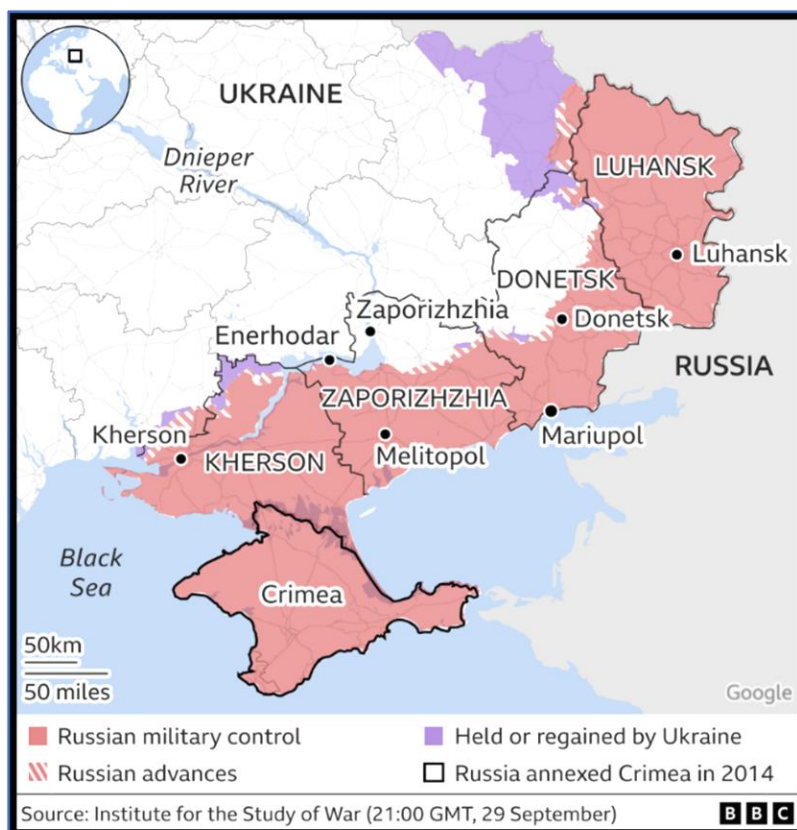 UKRAINE
Dnieper
River
LUHANSK
Luhansk
DONETSK
Zaporizhzhia
Enerhodar
Donetsk
RUSSIA
ZAPORIZHZHIA
Kherson
Mariupol
KHERSON
Melitopol
Black
Sea
Crimea
50km
50 miles
Google
Russian military control
Held or regained by Ukraine
Russian advances
Russia annexed Crimea in 2014
Source: Institute for the Study of War (21:00 GMT, 29 September)
BBC